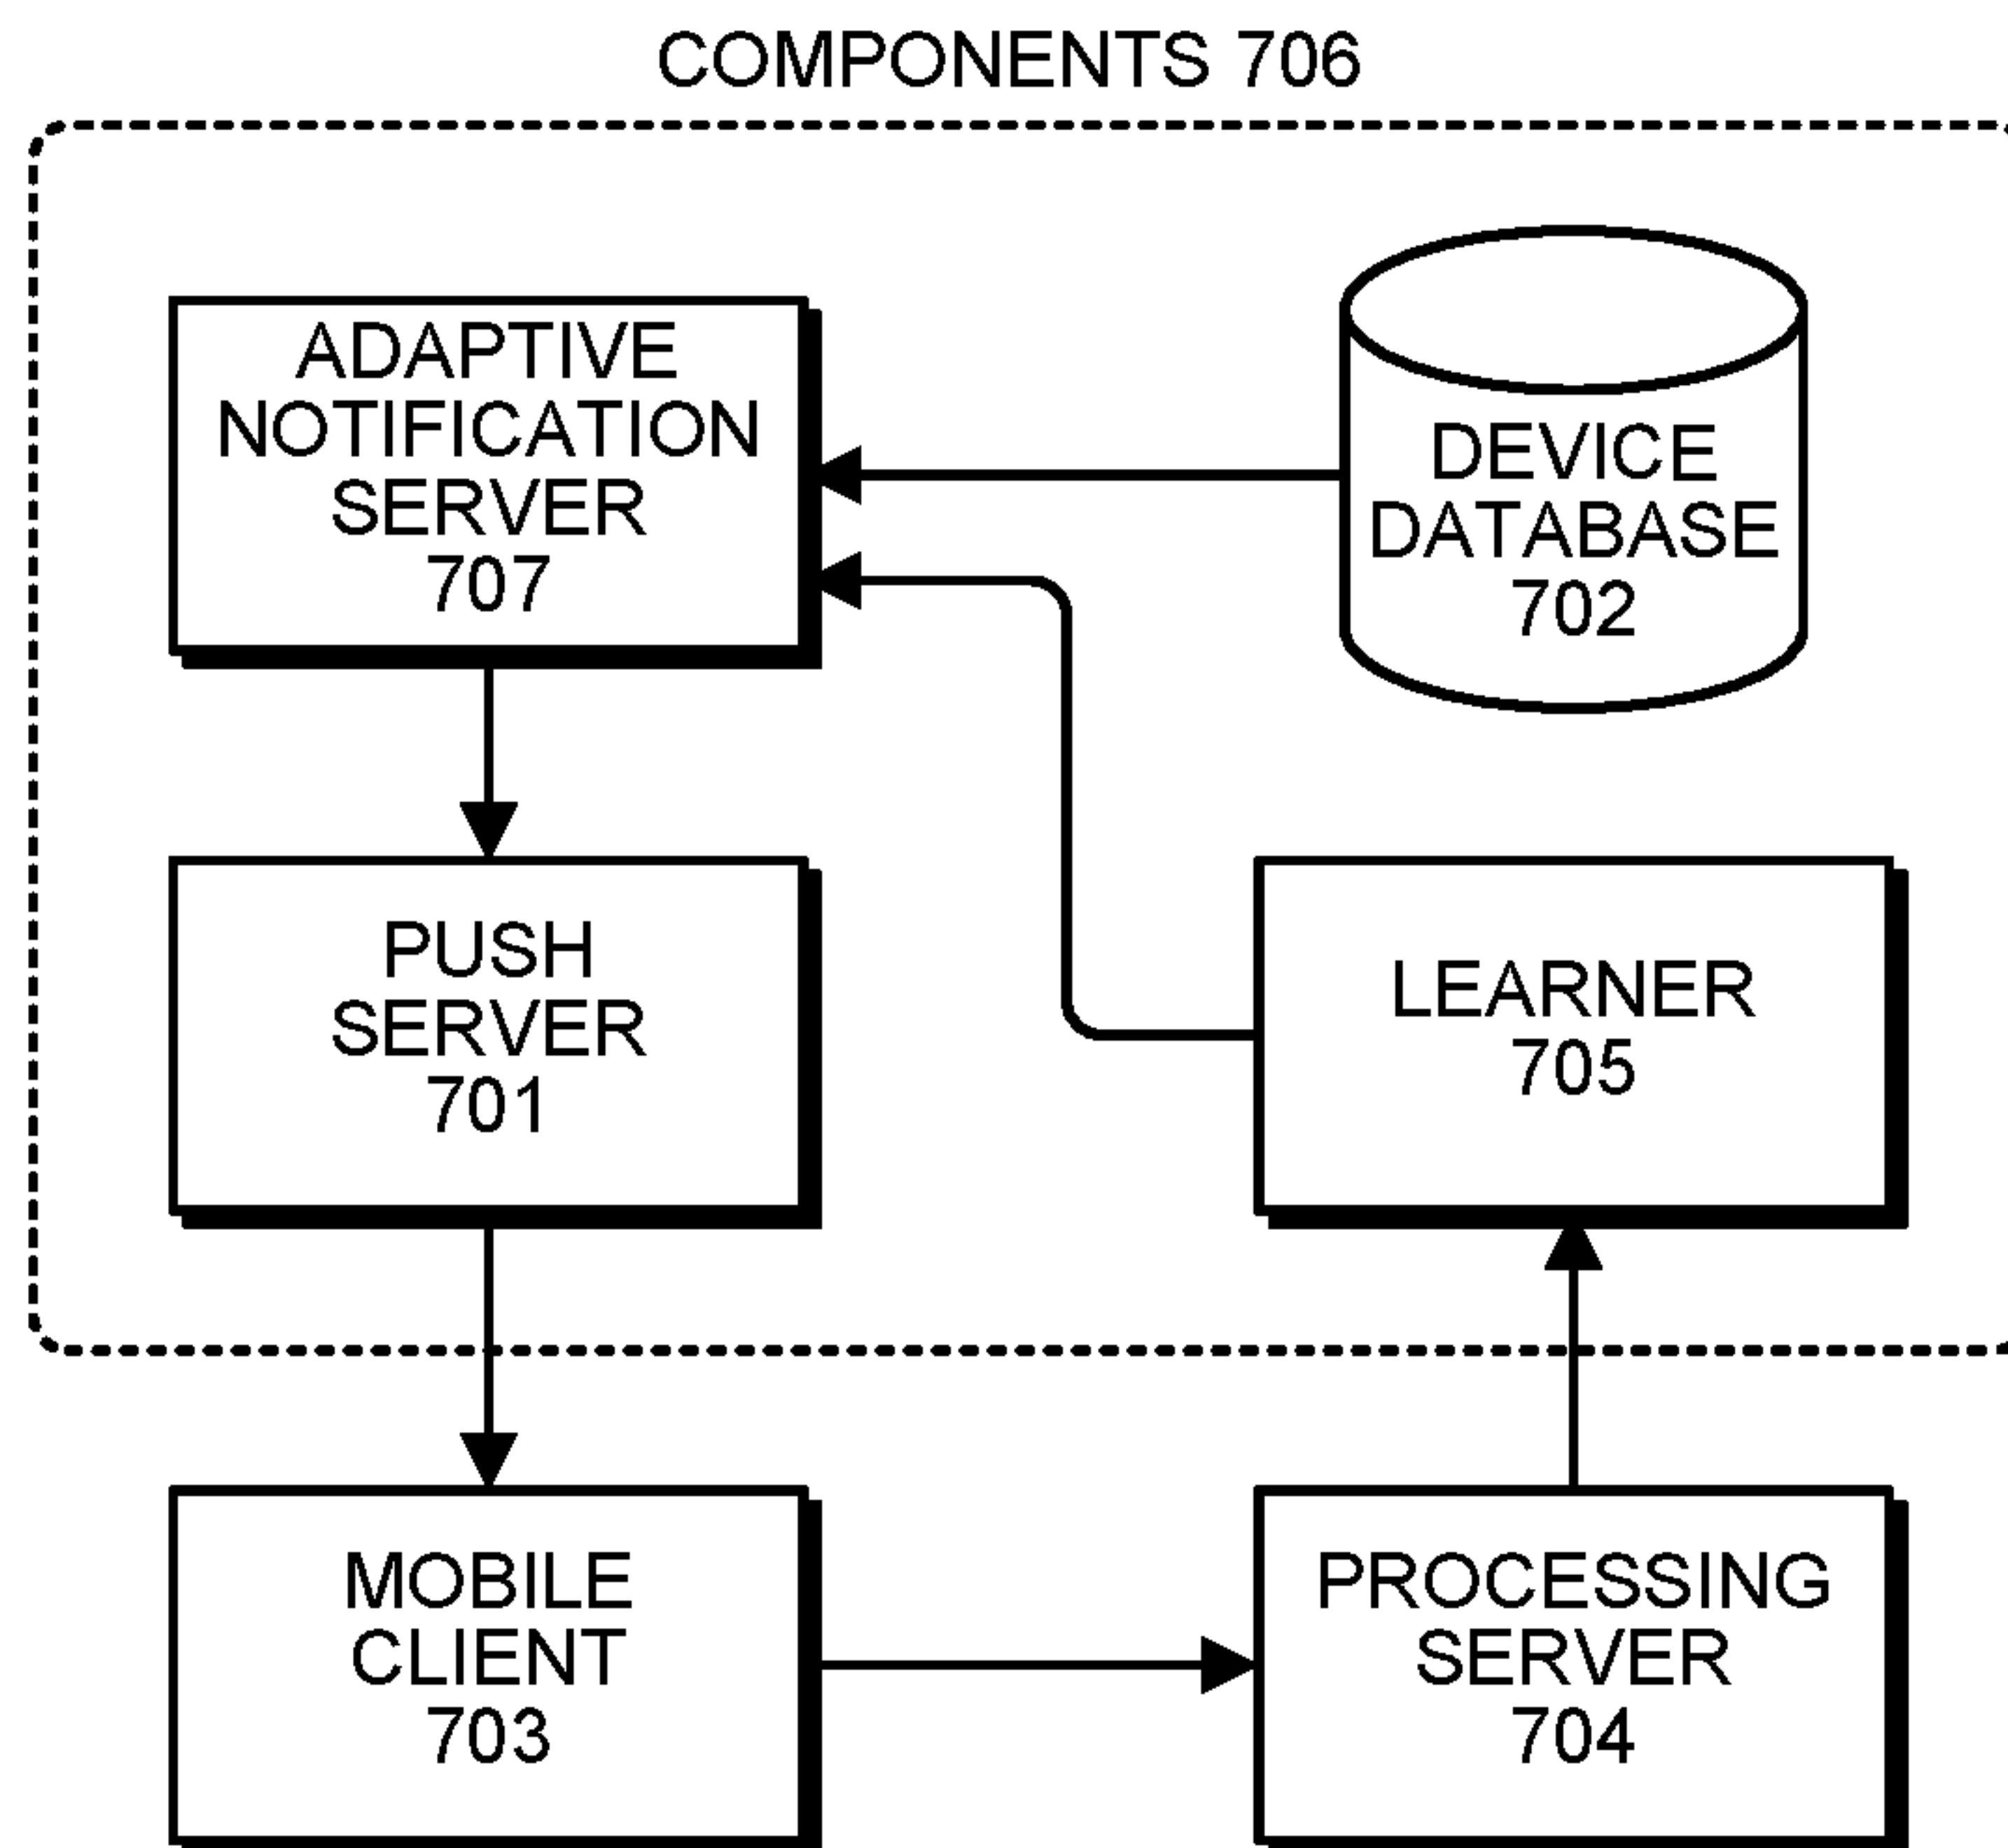 COMPONENTS 706
ADAPTIVE
NOTIFICATION
SERVER
707
DEVICE
DATABASE
702
PUSH
SERVER
701
LEARNER
705
MOBILE
CLIENT
703
PROCESSING
SERVER
704